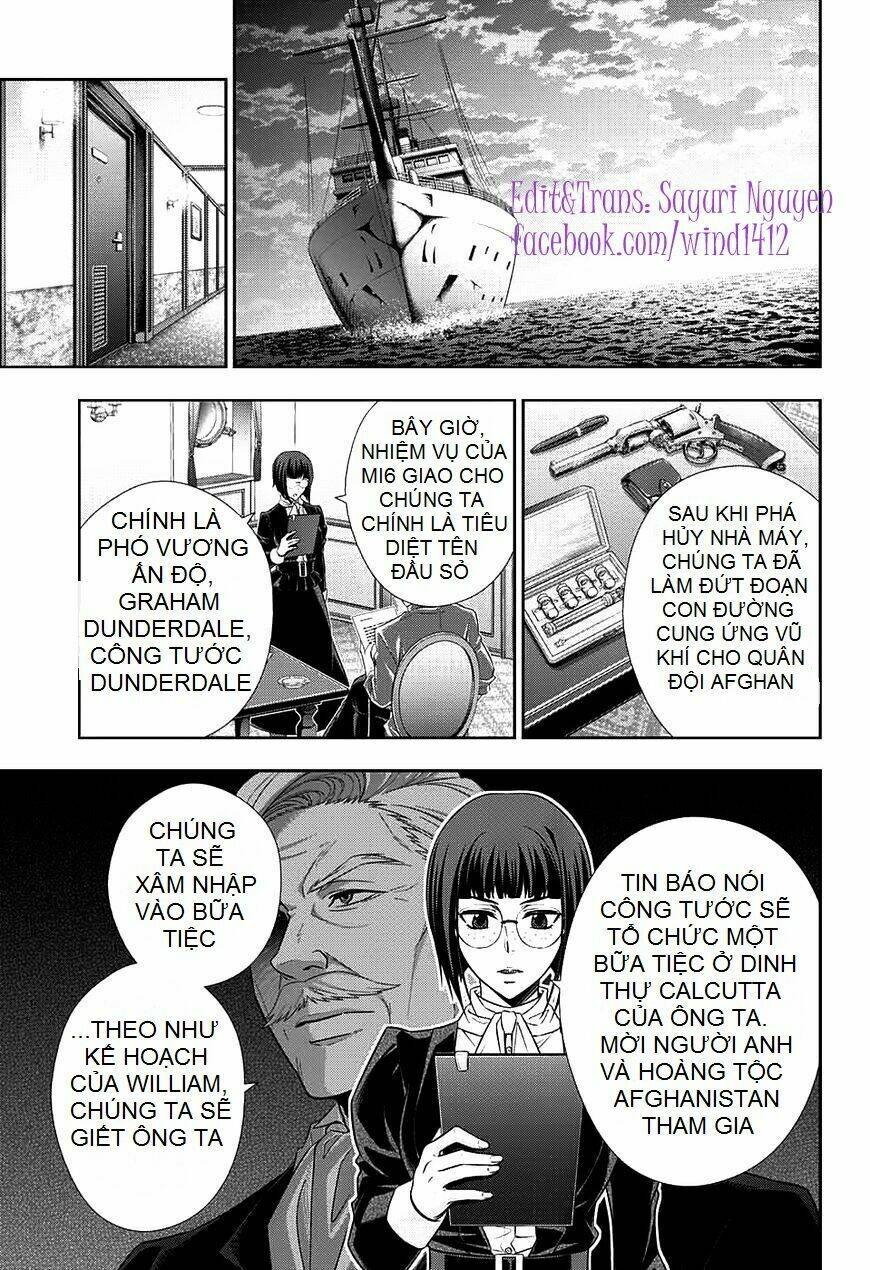 Edit&Trans: Sayuri Nguyen
facebook.com/wind1412
SAU KHI PHÁ
HỦY NHÀ MÁY,
CHÚNG TA ĐÃ
LÀM ĐỨT ĐOẠN
CON ĐƯỜNG
CUNG ỨNG VŨ
KHÍ CHO QUÂN
ĐỘI AFGHAN
BÂY GIỜ,
NHIỆM VỤ CỦA
MI6 GIAO CHO
CHÚNG TA
CHÍNH LÀ TIÊU
DIỆT TÊN
ĐẦU SỎ
CHÍNH LÀ
PHÓ VƯƠNG
ẤN ĐỘ,
GRAHAM
DUNDERDALE,
CÔNG TƯỚC
DUNDERDALE
TIN BÁO NÓI
CÔNG TƯỚC SẼ
TỔ CHỨC MỘT
BỮA TIỆC Ở DINH
THỰ CALCUTTA
CỦA ÔNG TA.
MỜI NGƯỜI ANH
VÀ HOÀNG TỘC
AFGHANISTAN
THAM GIA
CHÚNG
TA SẼ
XÂM NHẬP
VÀO BỮA
TIỆC
...THEO NHƯ
KẾ HOẠCH
CỦA WILLIAM,
CHÚNG TA SẼ
GIẾT ÔNG TA